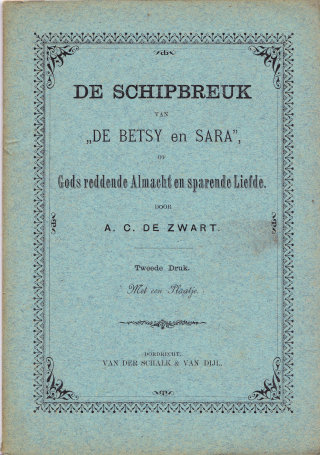 DE SCHIPBREUK
VAN
„DE BETSY en SARA”,
OF
Gods reddende Almacht en sparende Liefde.
DOOR
A. C. DE ZWART.
Tweede Druk.
Met een Plaatje.
DORDRECHT,
VAN DER SCHALK & VAN DIJL.